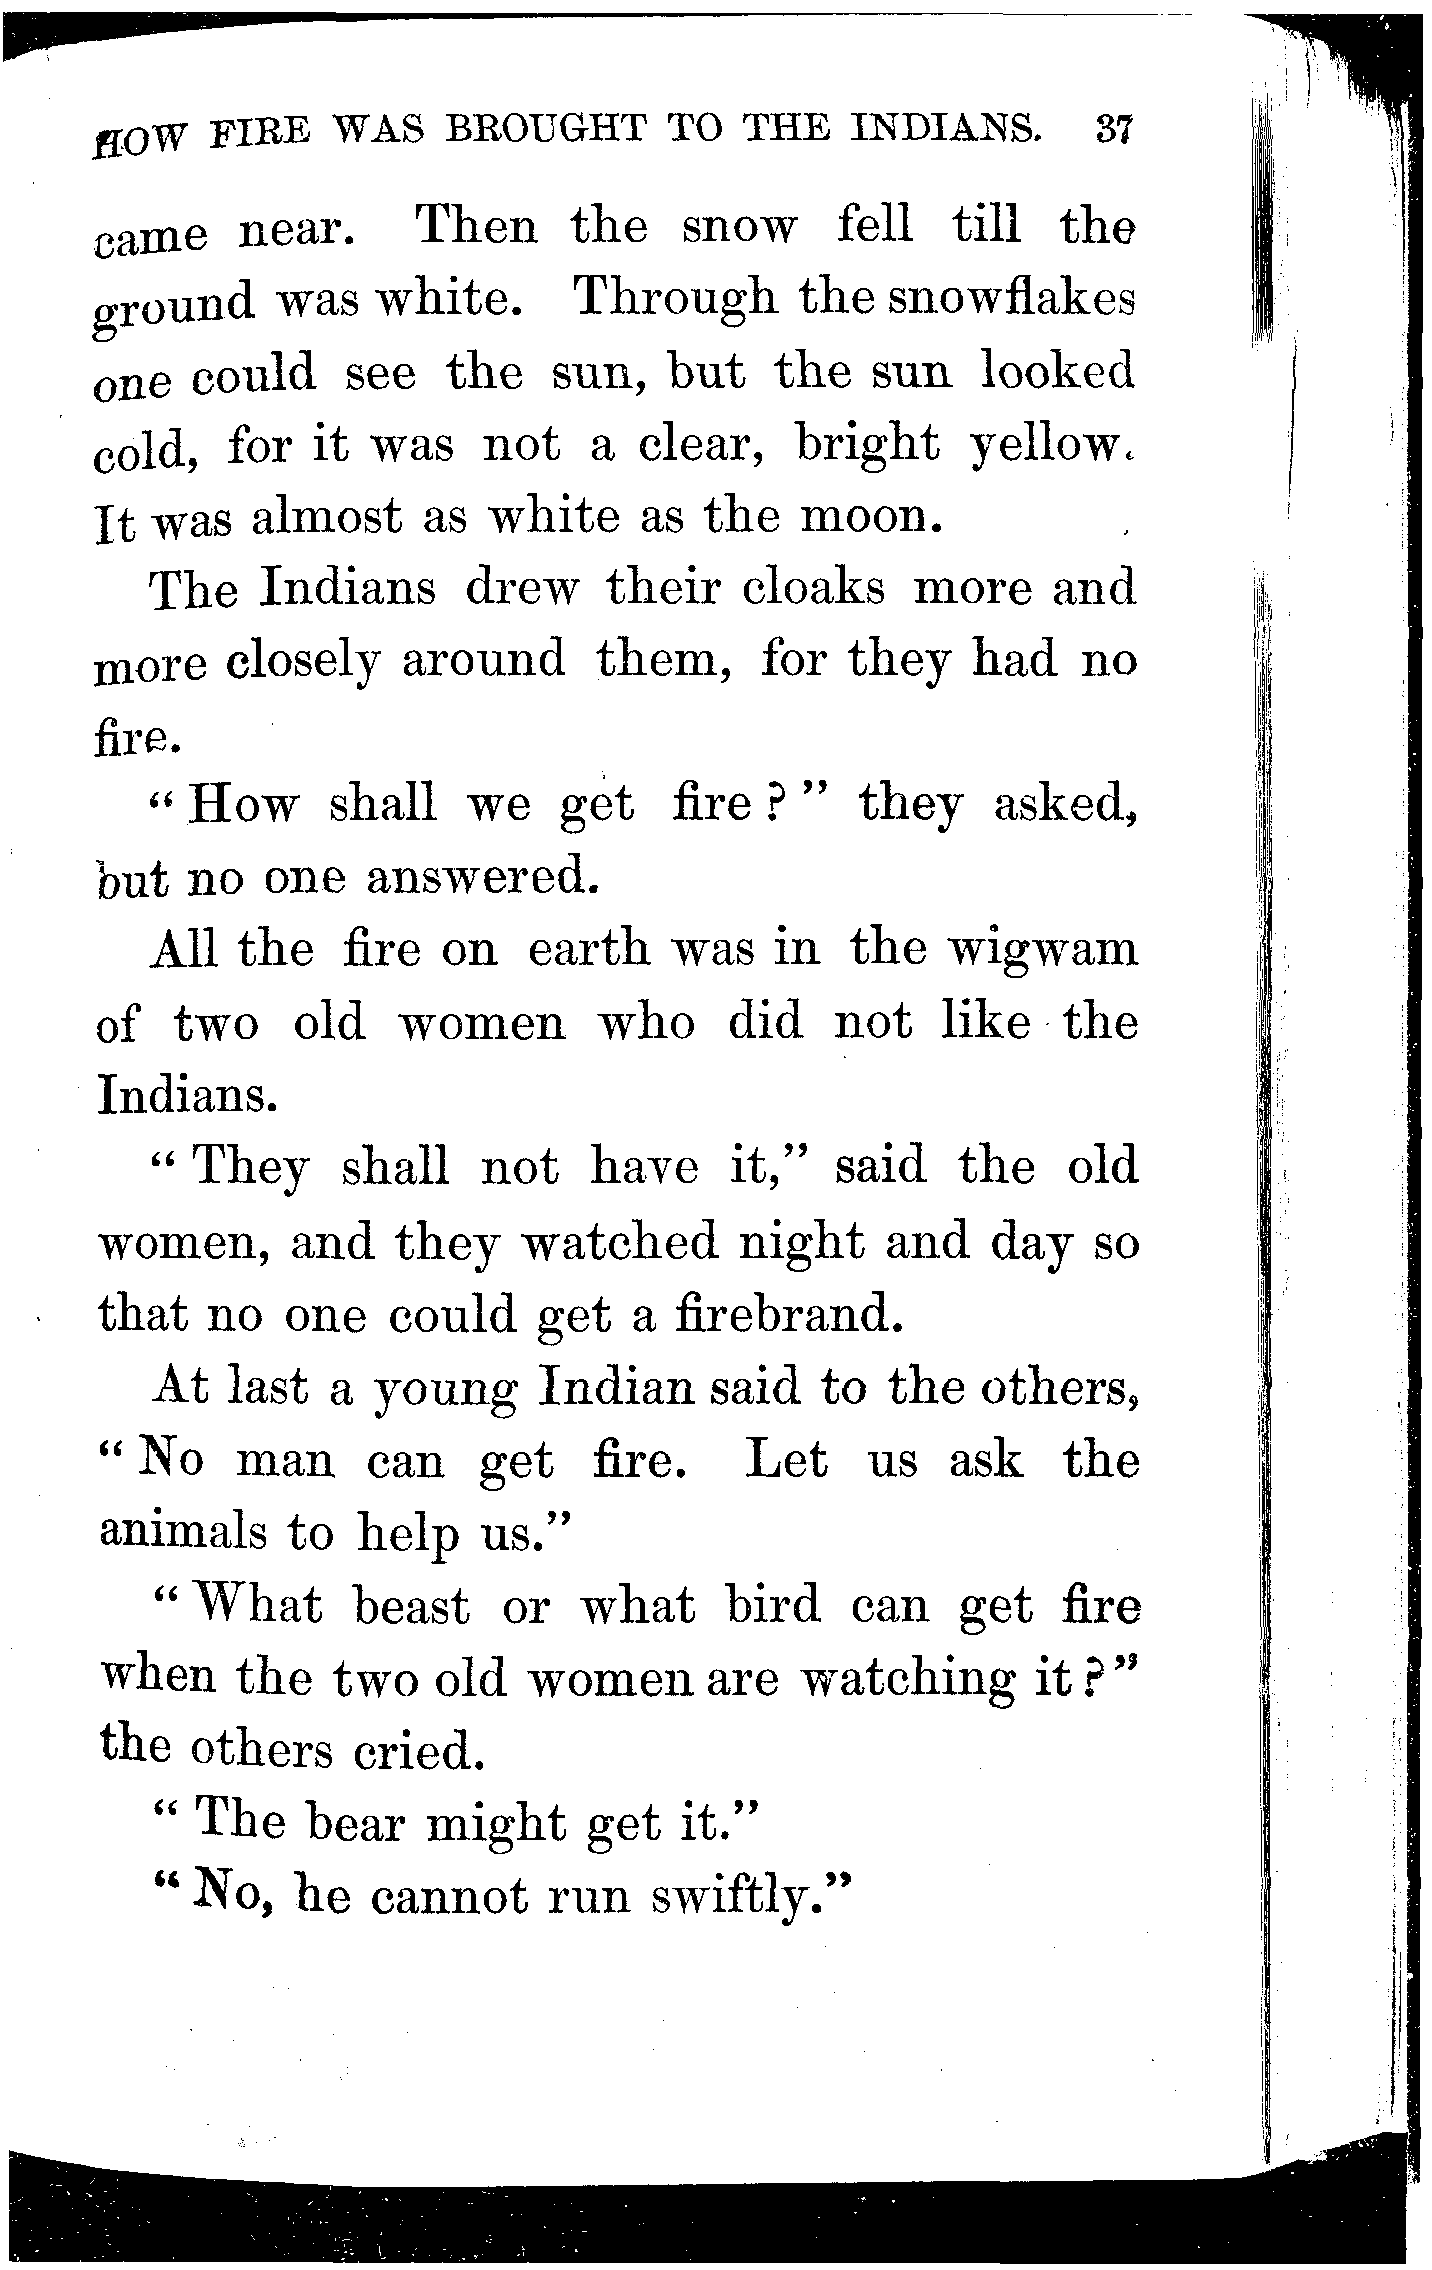 HOW FIRE WAS BROUGHT TO THE INDIANS. 37
came near. Then the snow fell till the
ground was white. Through the snowflakes
one could see the sun, but the sun looked
cold, for it was not a clear, bright yellow.
It was almost as white as the moon.
The Indians drew their cloaks more and
more closely around them, for they had no
fire.
"How shall we get fire?" they asked,
but no one answered.
All the fire on earth was in the wigwam
of two old women who did not like the
Indians.
"They shall not have it," said the old
women, and they watched night and day so
that no one could get a firebrand.
At last a young Indian said to the others,
"No man can get fire. Let us ask the
animals to help us."
"What beast or what bird can get fire
when the two old women are watching it?"
the others cried.
"The bear might get it."
"No, he cannot run swiftly."